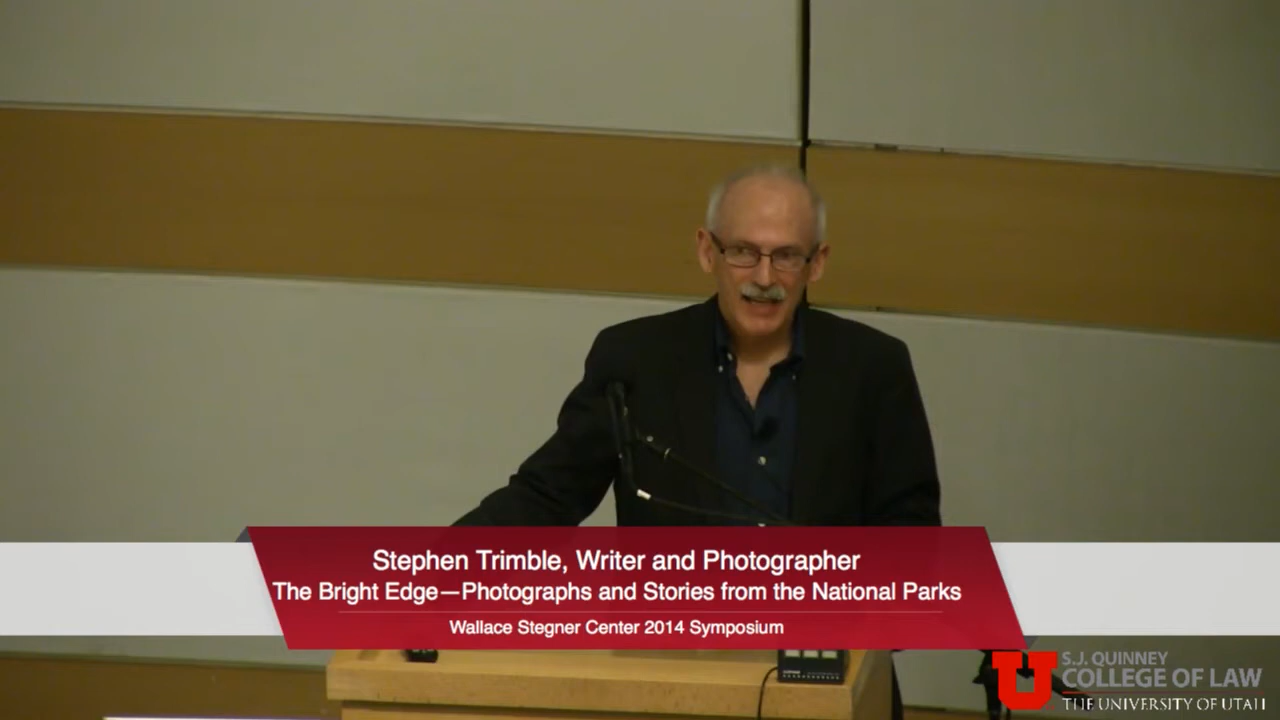 Stephen Trimble, Writer and Photographer
The Bright Edge—Photographs and Stories from the National Parks
Wallace Stegner Center 2014 Symposium
U
S.J. QUINNEY
COLLEGE OF LAW
THE UNIVERSITY OF UTAH